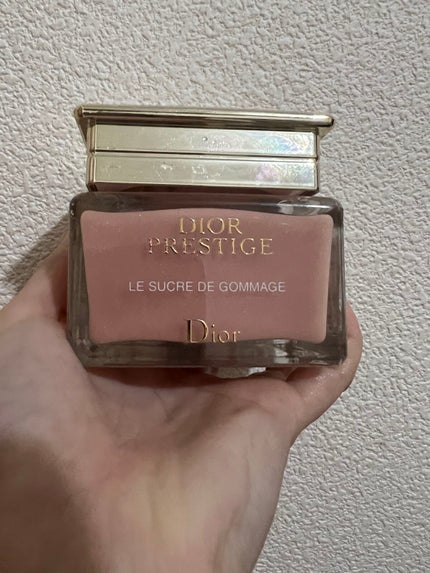 DIOR
PRESTIGE
LE SUCRE DE GOMMAGE
Dior